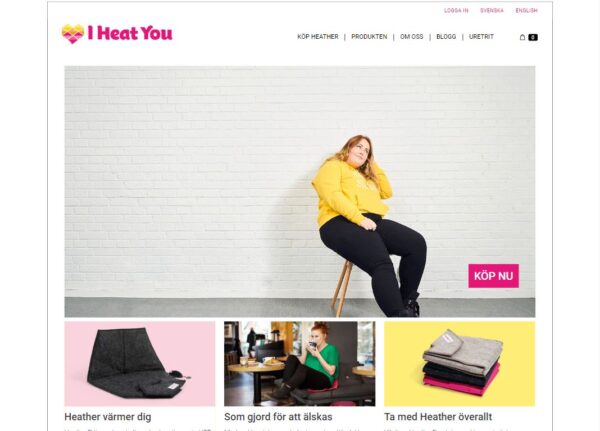 LOGGA IN SVENSKA ENGLISH
I Heat You
KÖP HEATHER | PRODUKTEN | OM OSS | BLOGG | URETRIT
0
KÖP NU
Heather värmer dig
Som gjord för att älskas
Ta med Heather överallt